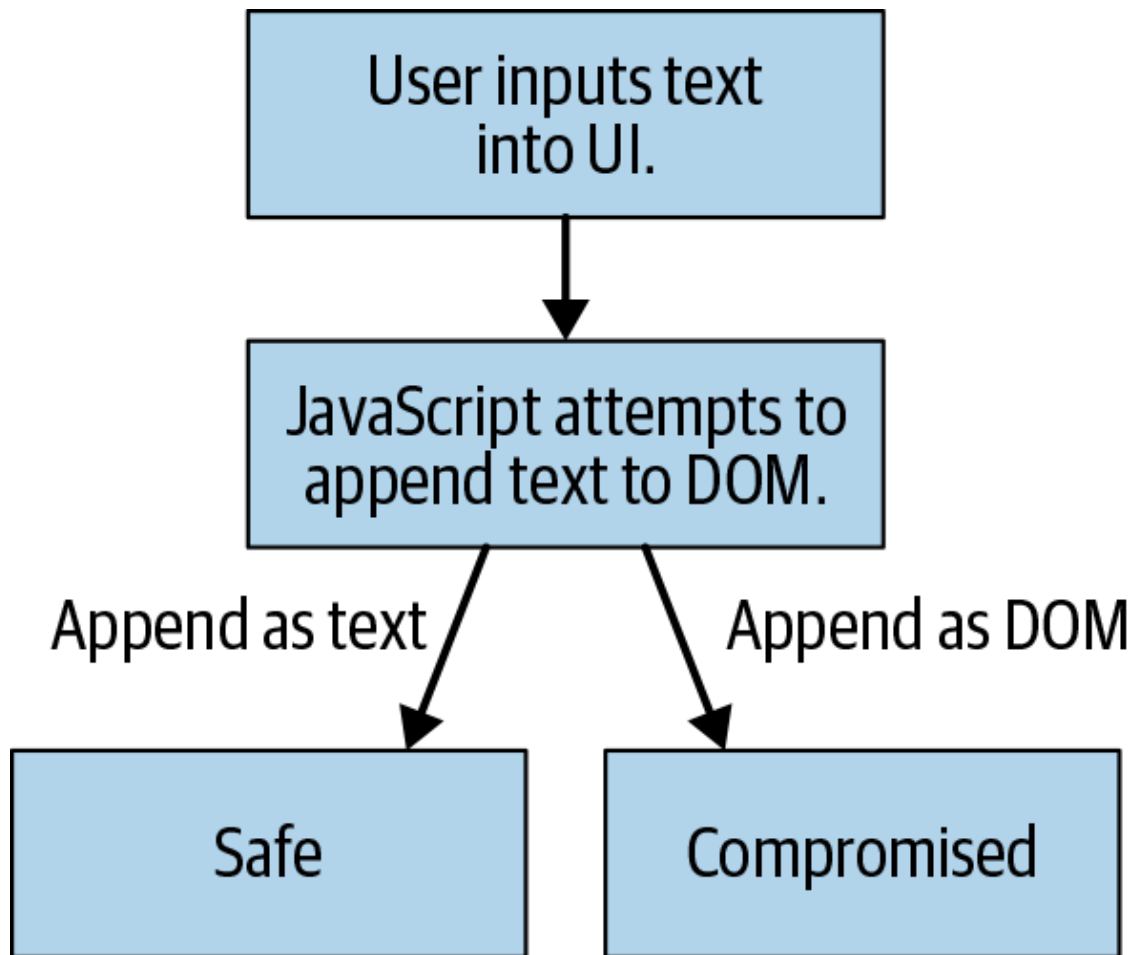 User inputs text
into UI.
JavaScript attempts to
append text to DOM.
Append as text
Append as DOM
Safe
Compromised